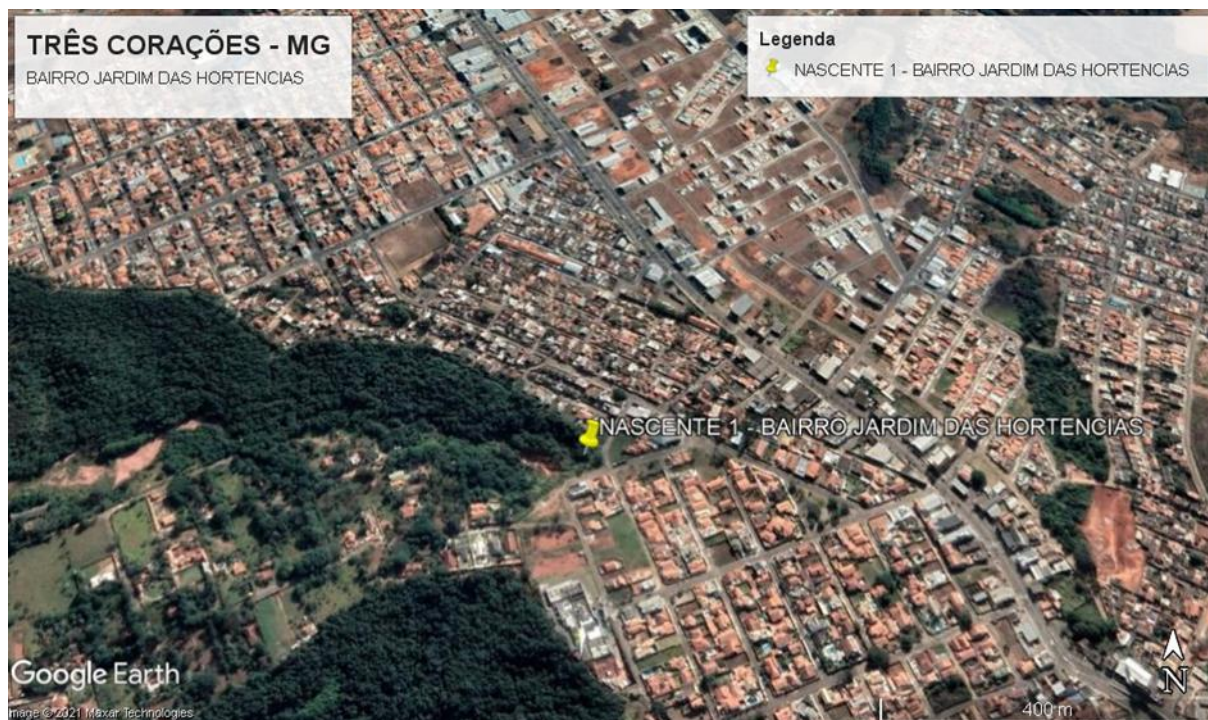 TRÊS CORAÇÕES - MG
BAIRRO JARDIM DAS HORTENCIAS
Legenda
NASCENTE 1 - BAIRRO JARDIM DAS HORTENCIAS
NASCENTE 1 - BAIRRO JARDIM DAS HORTENCIAS
Google Earth
Image © 2021 Maxar Technologies
400 m
N